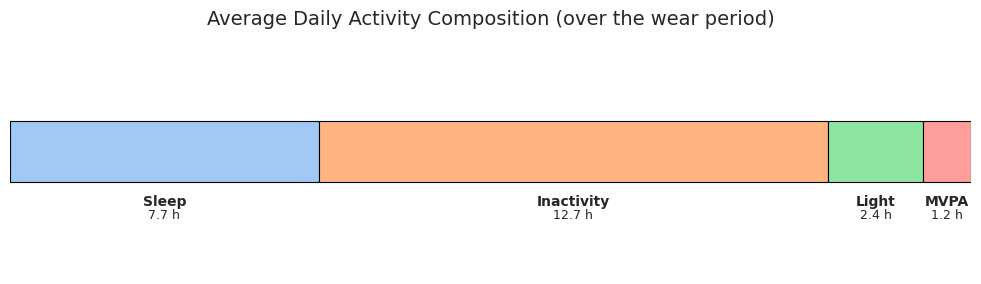 Average Daily Activity Composition (over the wear period)
Sleep
7.7 h
Inactivity
12.7 h
Light
2.4 h
MVPA
1.2 h